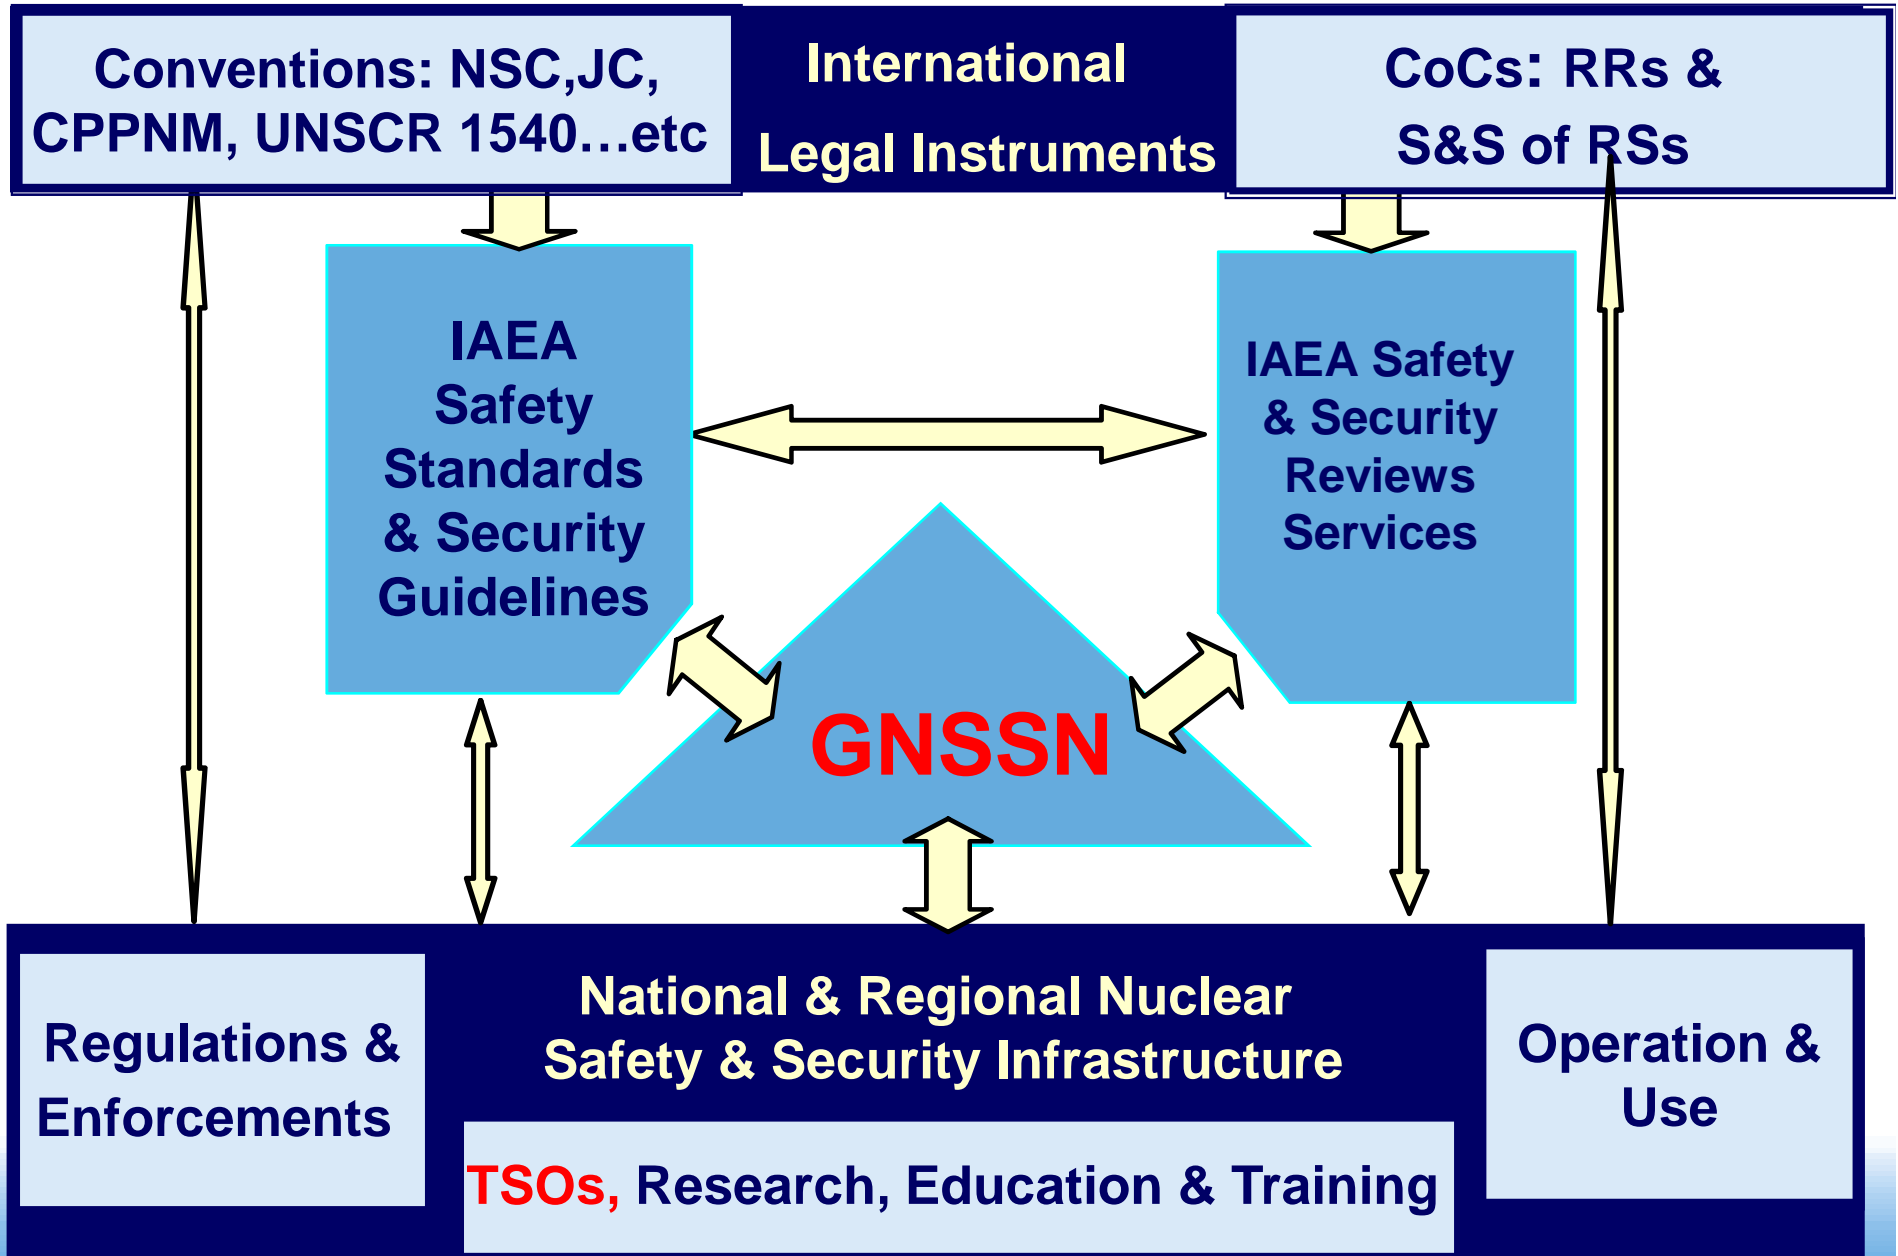 Conventions: NSC,JC,
CPPNM, UNSCR 1540…etc
International
Legal Instruments
CoCs: RRs &
S&S of RSs
IAEA
Safety
Standards
& Security
Guidelines
IAEA Safety
& Security
Reviews
Services
GNSSN
Regulations &
Enforcements
National & Regional Nuclear
Safety & Security Infrastructure
TSOs, Research, Education & Training
Operation &
Use